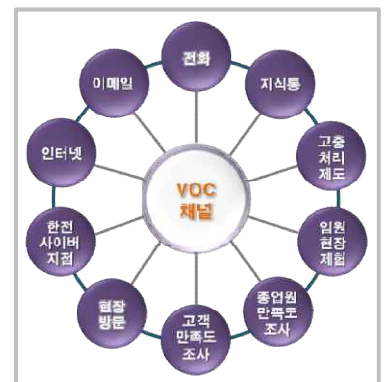 VOC
채널
전화
지식통
고충
처리
제도
임원
현장
체험
종업원
만족도
조사
고객
만족도
조사
현장
방문
한전
사이버
지점
인터넷
이메일